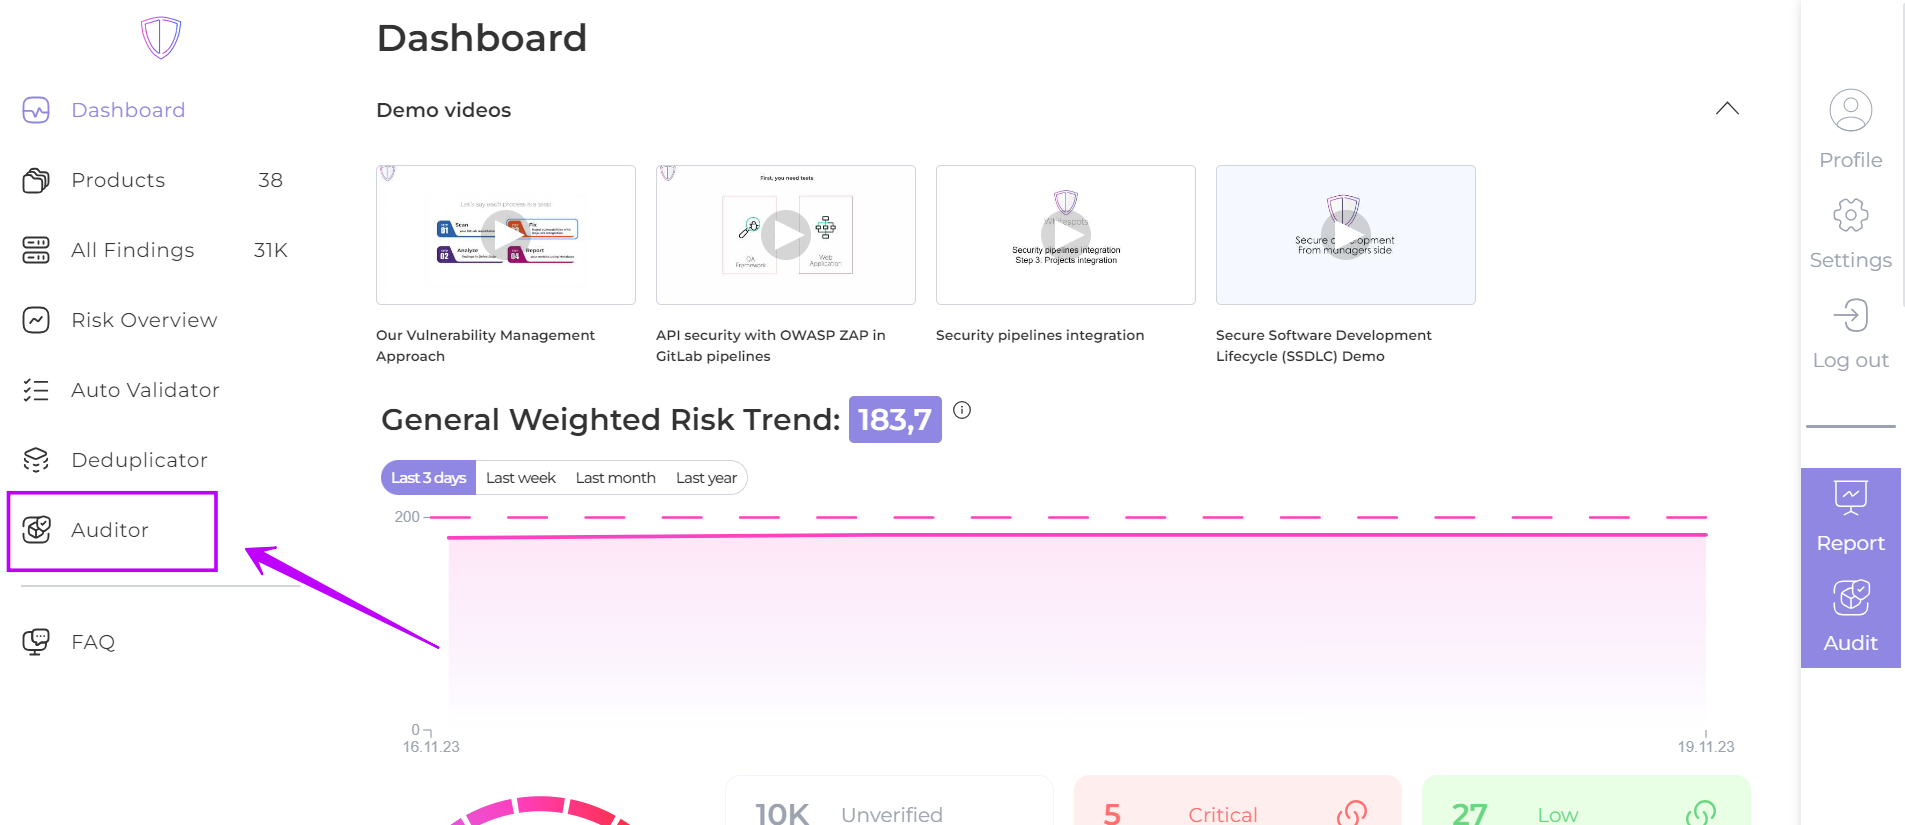 Dashboard
Products 38
All Findings 31K
Risk Overview
Auto Validator
Deduplicator
Auditor
FAQ
Dashboard
Demo videos
Let's say each process is a step
STEP 01 Scan
Fix
STEP 02 Analyze
STEP 04 Report
First, you need tests
QA Framework
Web Application
Whitespots
Security pipelines integration
Step 3. Projects integration
Secure development
From managers side
Our Vulnerability Management
Approach
API security with OWASP ZAP in
GitLab pipelines
Security pipelines integration
Secure Software Development
Lifecycle (SSDLC) Demo
General Weighted Risk Trend: 183,7
Last 3 days Last week Last month Last year
200
0
16.11.23 19.11.23
10K Unverified
5 Critical
27 Low
Profile
Settings
Log out
Report
Audit